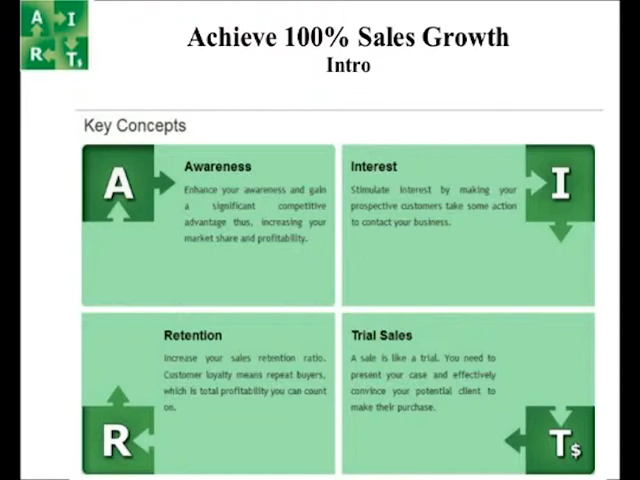 A I
R T$
Achieve 100% Sales Growth
Intro
Key Concepts
A
Awareness
Enhance your awareness and gain
a significant competitive
advantage thus, increasing your
market share and profitability.
Interest
Stimulate interest by making your
prospective customers take some action
to contact your business.
I
Retention
Increase your sales retention ratio.
Customer loyalty means repeat buyers,
which is total profitability you can count
on.
R
Trial Sales
A sale is like a trial. You need to
present your case and effectively
convince your potential client to
make their purchase.
T$